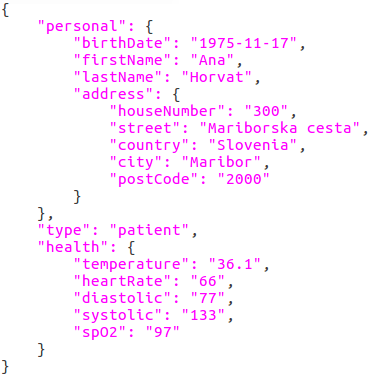 {
    "personal": {
        "birthDate": "1975-11-17",
        "firstName": "Ana",
        "lastName": "Horvat",
        "address": {
            "houseNumber": "300",
            "street": "Mariborska cesta",
            "country": "Slovenia",
            "city": "Maribor",
            "postCode": "2000"
        }
    },
    "type": "patient",
    "health": {
        "temperature": "36.1",
        "heartRate": "66",
        "diastolic": "77",
        "systolic": "133",
        "spO2": "97"
    }
}